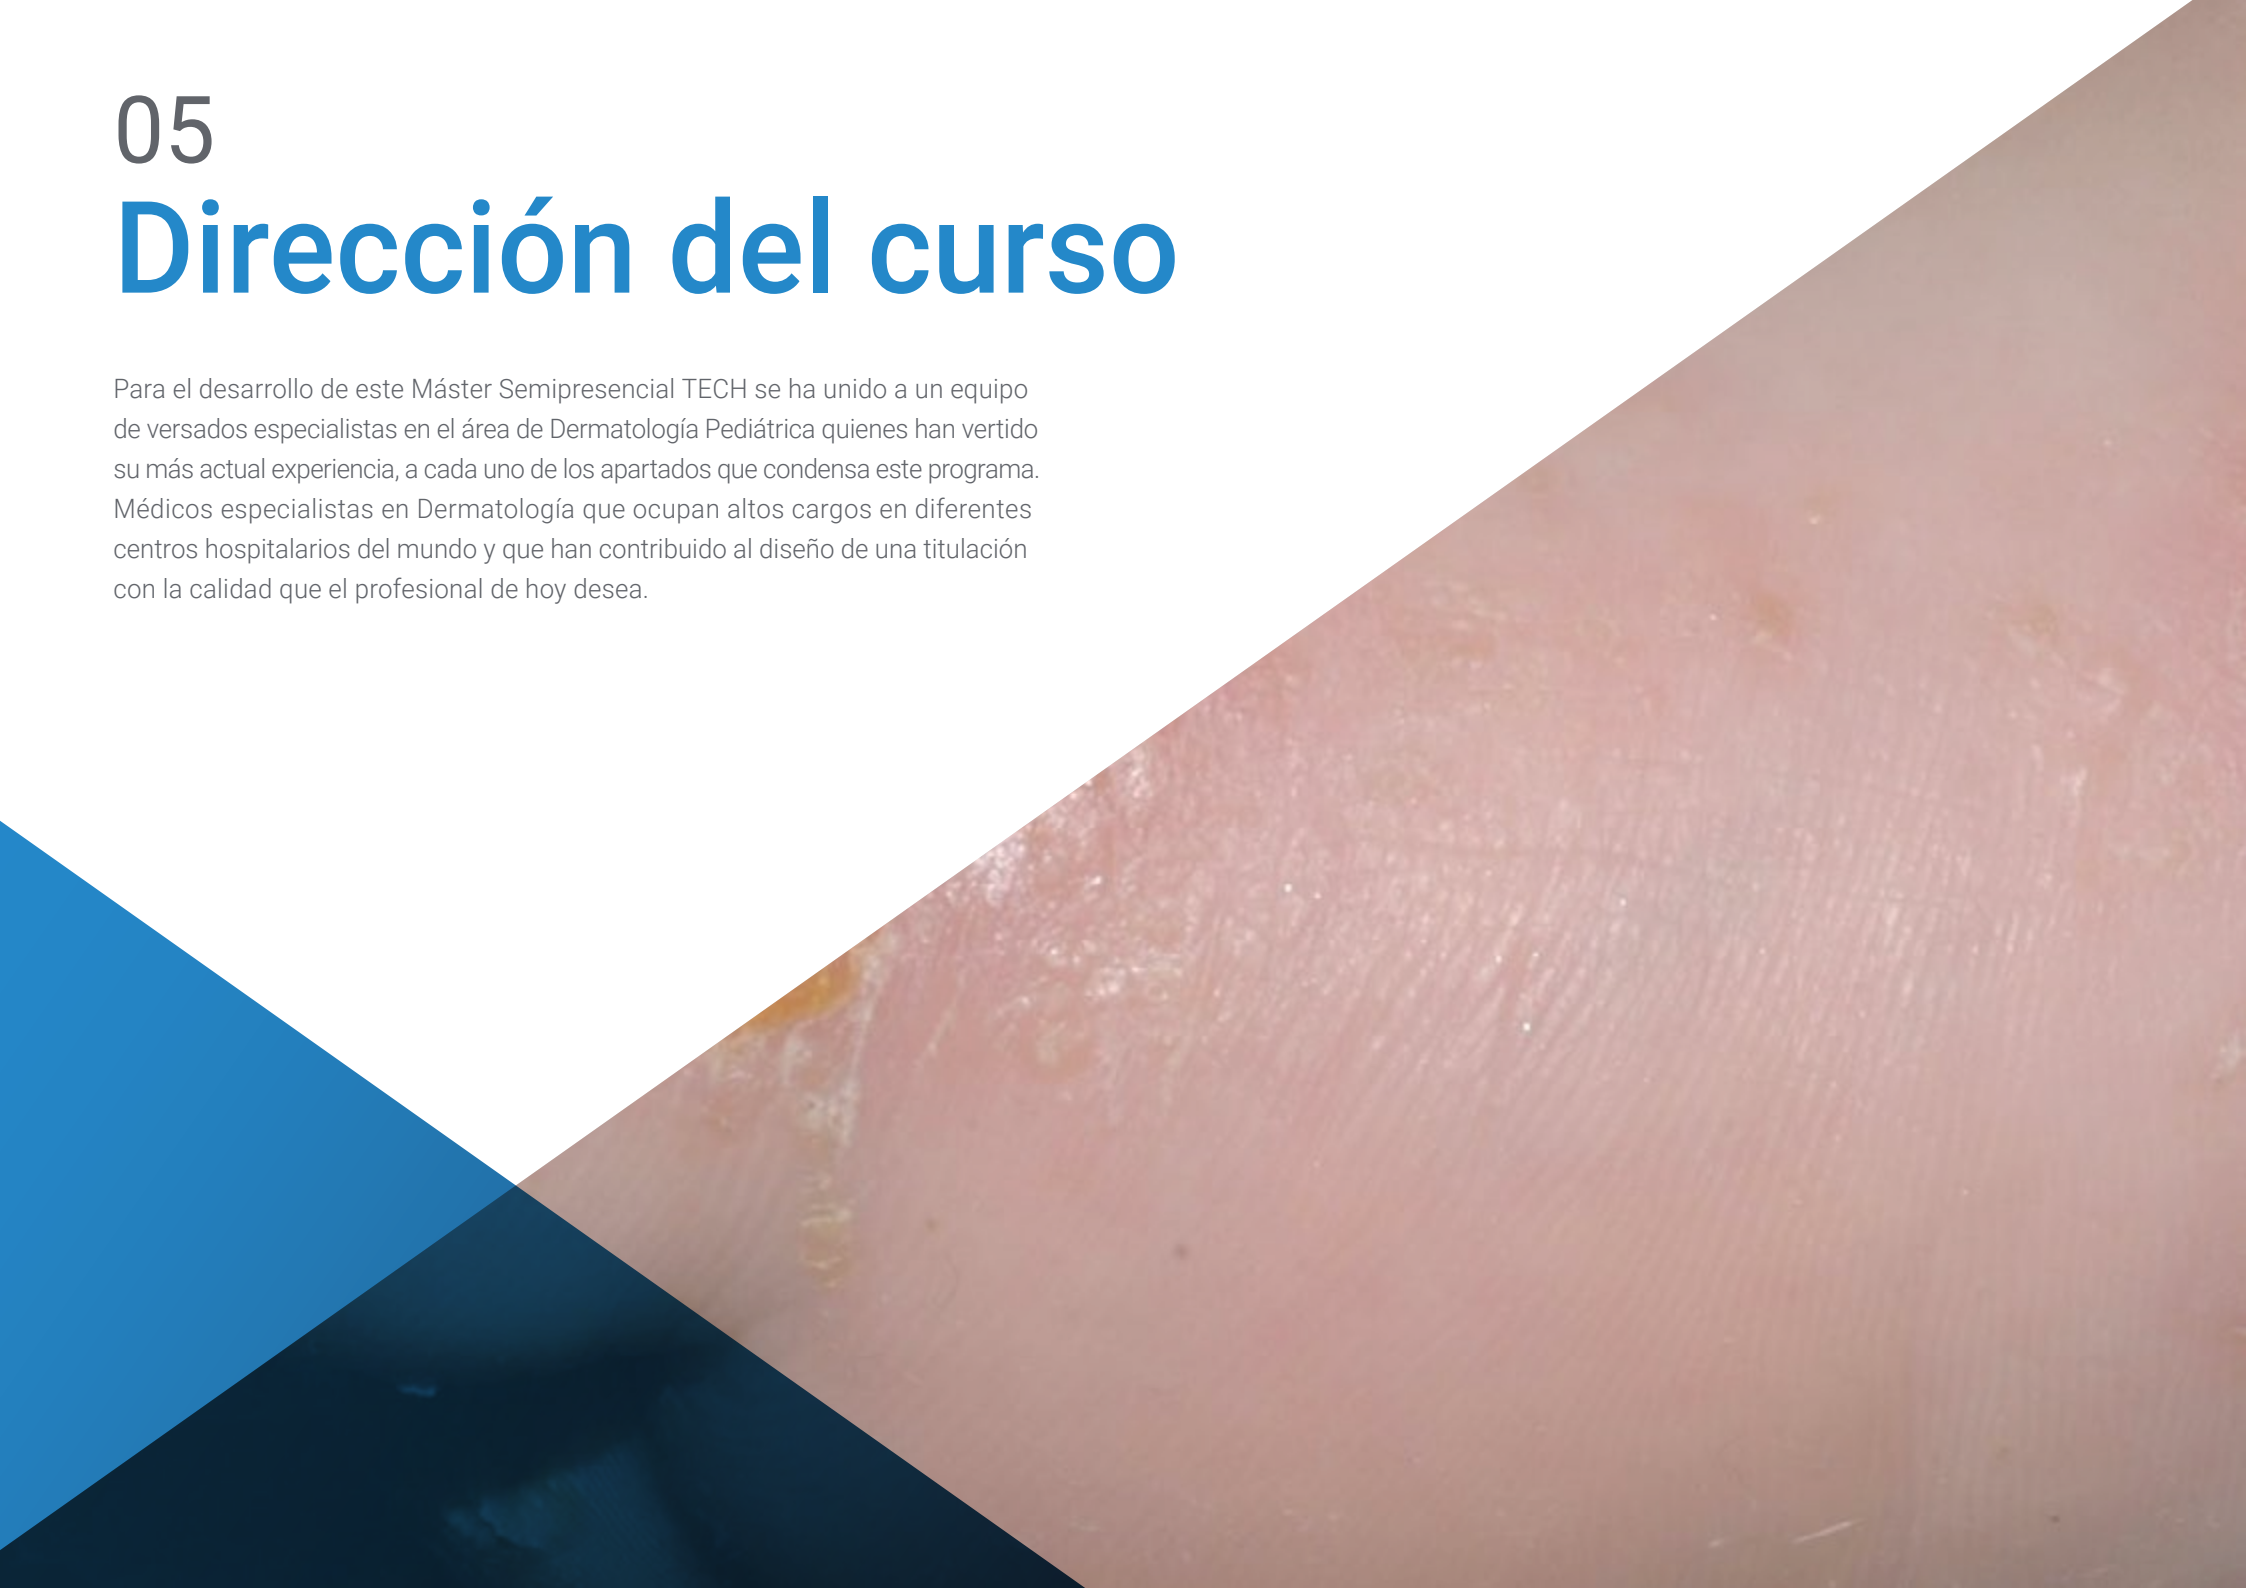 05
Dirección del curso
Para el desarrollo de este Máster Semipresencial TECH se ha unido a un equipo
de versados especialistas en el área de Dermatología Pediátrica quienes han vertido
su más actual experiencia, a cada uno de los apartados que condensa este programa.
Médicos especialistas en Dermatología que ocupan altos cargos en diferentes
centros hospitalarios del mundo y que han contribuido al diseño de una titulación
con la calidad que el profesional de hoy desea.